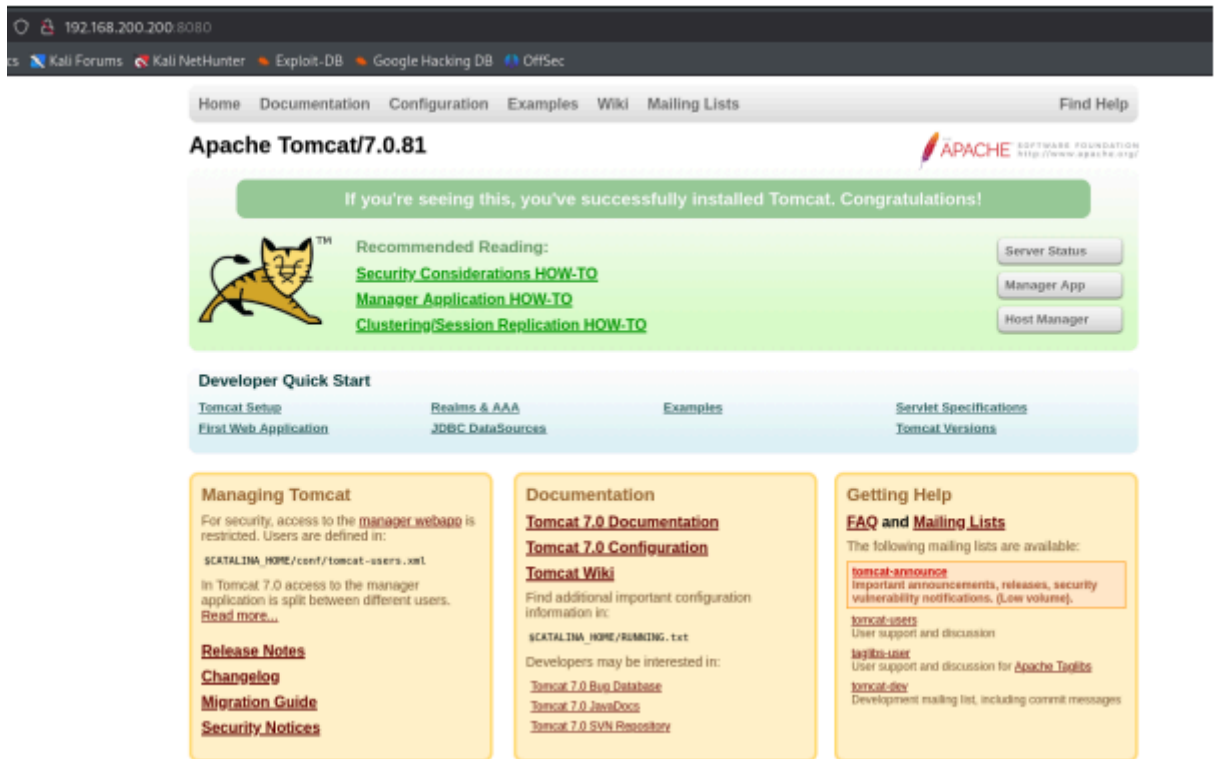 192.168.200.200:8080
cs Kali Forums Kali NetHunter Exploit-DB Google Hacking DB OffSec
Home Documentation Configuration Examples Wiki Mailing Lists Find Help
Apache Tomcat/7.0.81
APACHE SOFTWARE FOUNDATION
http://www.apache.org/
If you're seeing this, you've successfully installed Tomcat. Congratulations!
TM
Recommended Reading:
Security Considerations HOW-TO
Manager Application HOW-TO
Clustering/Session Replication HOW-TO
Server Status
Manager App
Host Manager
Developer Quick Start
Tomcat Setup
First Web Application
Realms & AAA
JDBC DataSources
Examples
Servlet Specifications
Tomcat Versions
Managing Tomcat
For security, access to the manager webapp is
restricted. Users are defined in:
$CATALINA_HOME/conf/tomcat-users.xml
In Tomcat 7.0 access to the manager
application is split between different users.
Read more...
Release Notes
Changelog
Migration Guide
Security Notices
Documentation
Tomcat 7.0 Documentation
Tomcat 7.0 Configuration
Tomcat Wiki
Find additional important configuration
information in:
$CATALINA_HOME/RUNNING.txt
Developers may be interested in:
Tomcat 7.0 Bug Database
Tomcat 7.0 JavaDocs
Tomcat 7.0 SVN Repository
Getting Help
FAQ and Mailing Lists
The following mailing lists are available:
tomcat-announce
Important announcements, releases, security
vulnerability notifications. (Low volume).
tomcat-users
User support and discussion
taglibs-user
User support and discussion for Apache Taglibs
tomcat-dev
Development mailing list, including commit messages